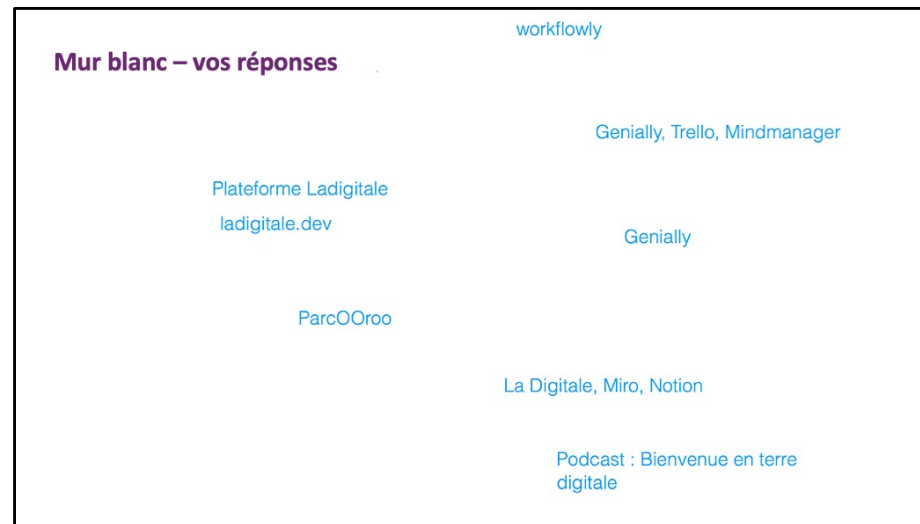 workflowly
Mur blanc – vos réponses
Genially, Trello, Mindmanager
Plateforme Ladigitale
ladigitale.dev
Genially
ParcOOroo
La Digitale, Miro, Notion
Podcast : Bienvenue en terre
digitale